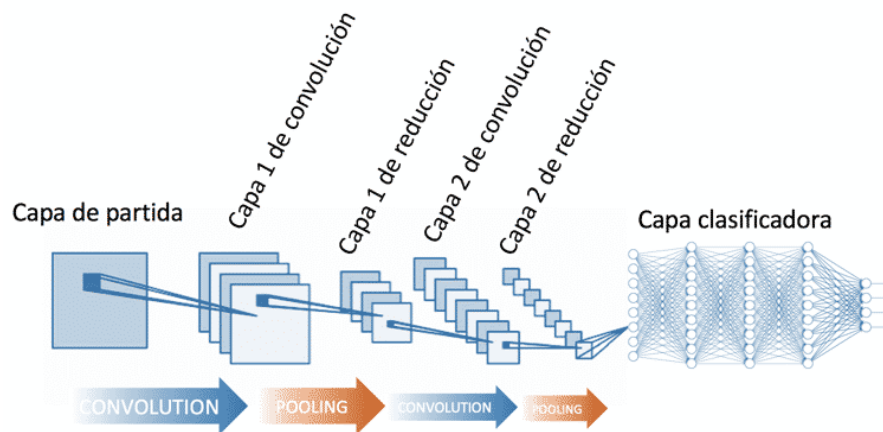 Capa de partida
Capa 1 de convolución
Capa 1 de reducción
Capa 2 de convolución
Capa 2 de reducción
Capa clasificadora
CONVOLUTION
POOLING
CONVOLUTION
POOLING